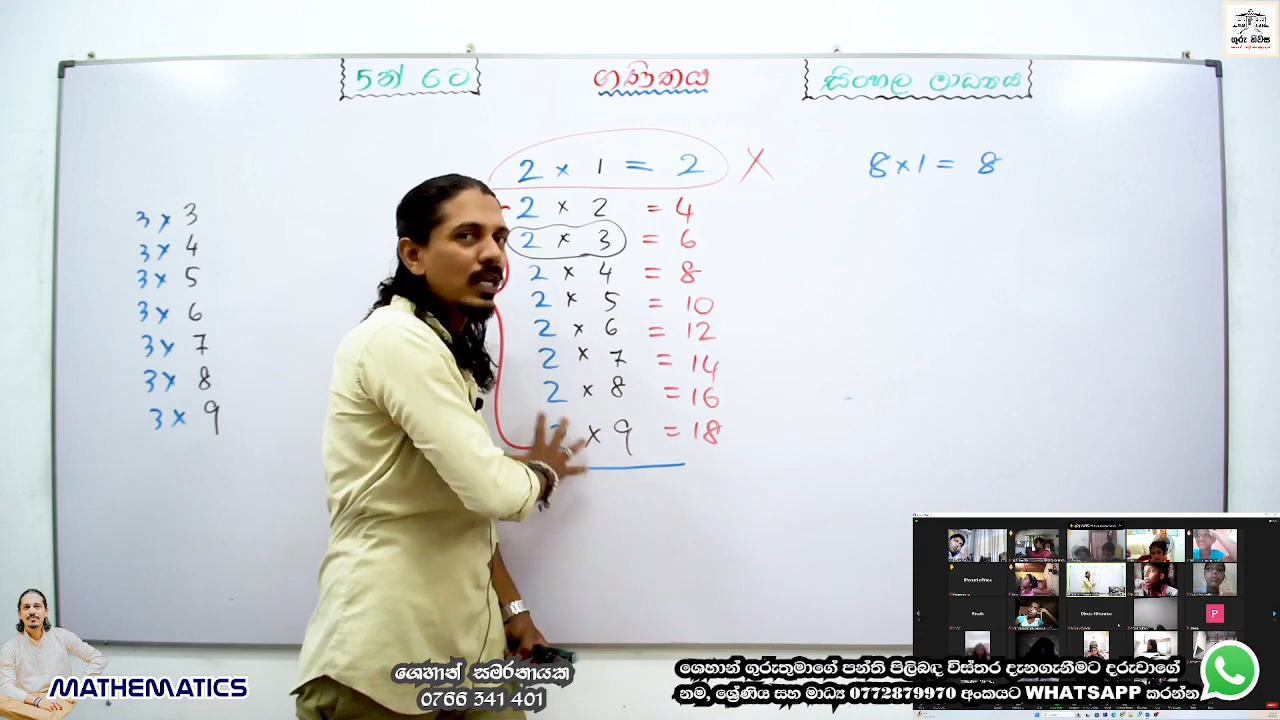 ගුරු නිවස
5න් 6ට
ගණිතය
සිංහල මාධ්‍යය
2 x 1 = 2 X
2 x 2 = 4
2 x 3 = 6
2 x 4 = 8
2 x 5 = 10
2 x 6 = 12
2 x 7 = 14
2 x 8 = 16
x 9 = 18
8 x 1 = 8
3 x 3
3 x 4
3 x 5
3 x 6
3 x 7
3 x 8
3 x 9
MATHEMATICS
ශෙහාන් සමරනායක
0766 341 401
ශෙහාන් ගුරුතුමාගේ පන්ති පිලිබඳ විස්තර දැනගැනීමට දරුවාගේ
නම, ශ්‍රේණිය සහ මාධ්‍ය 0772879970 අංකයට WHATSAPP කරන්න
P